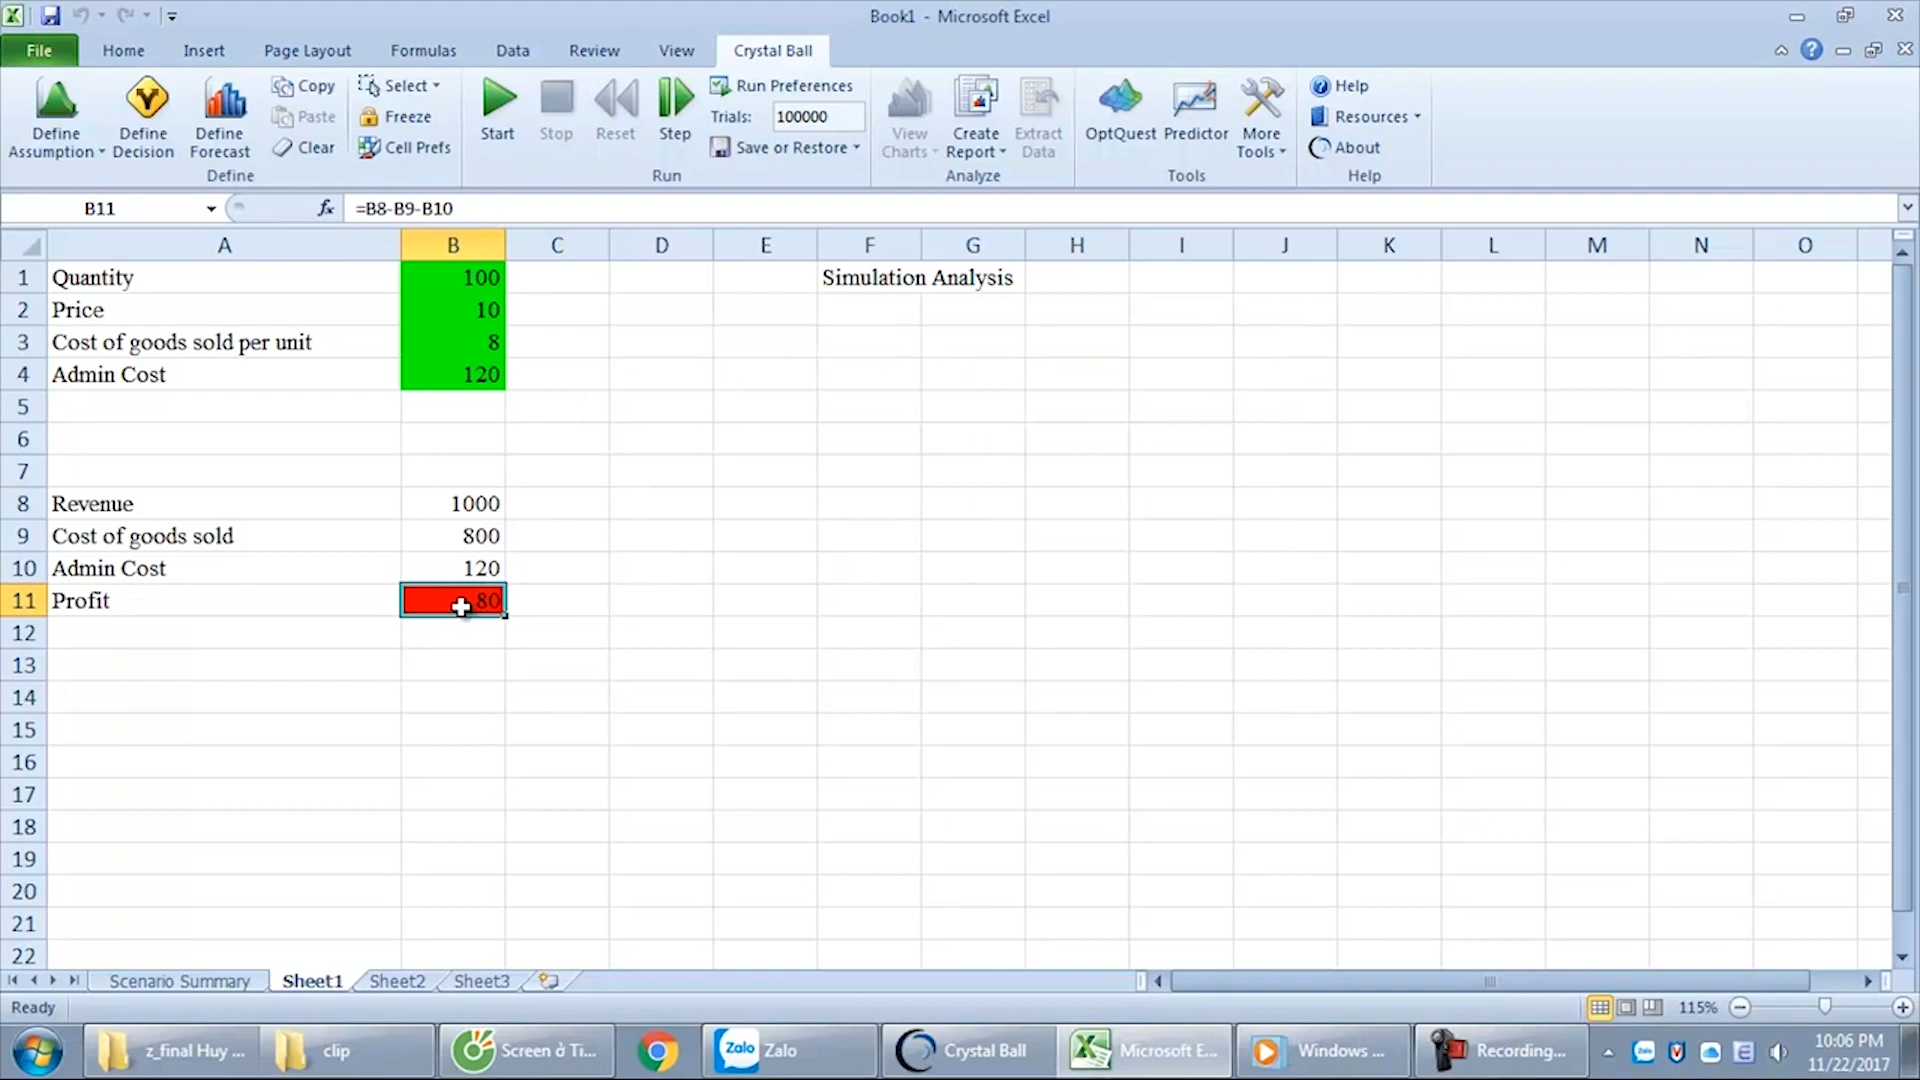 Book1 - Microsoft Excel
File Home Insert Page Layout Formulas Data Review View Crystal Ball
Define Assumption
Define Decision
Define Forecast
Copy
Paste
Clear
Select
Freeze
Cell Prefs
Define
Start
Stop
Reset
Step
Run Preferences
Trials: 100000
Save or Restore
Run
View Charts
Create Report
Extract Data
Analyze
OptQuest
Predictor
More Tools
Tools
Help
Resources
About
Help
B11 fx =B8-B9-B10
A B C D E F G H I J K L M N O
1 Quantity 100 Simulation Analysis
2 Price 10
3 Cost of goods sold per unit 8
4 Admin Cost 120
5
6
7
8 Revenue 1000
9 Cost of goods sold 800
10 Admin Cost 120
11 Profit 80
12
13
14
15
16
17
18
19
20
21
22
Scenario Summary Sheet1 Sheet2 Sheet3
Ready 115%
z_final Huy ... clip Screen ở Ti... Zalo Zalo Crystal Ball Microsoft E... Windows ... Recording...
10:06 PM
11/22/2017